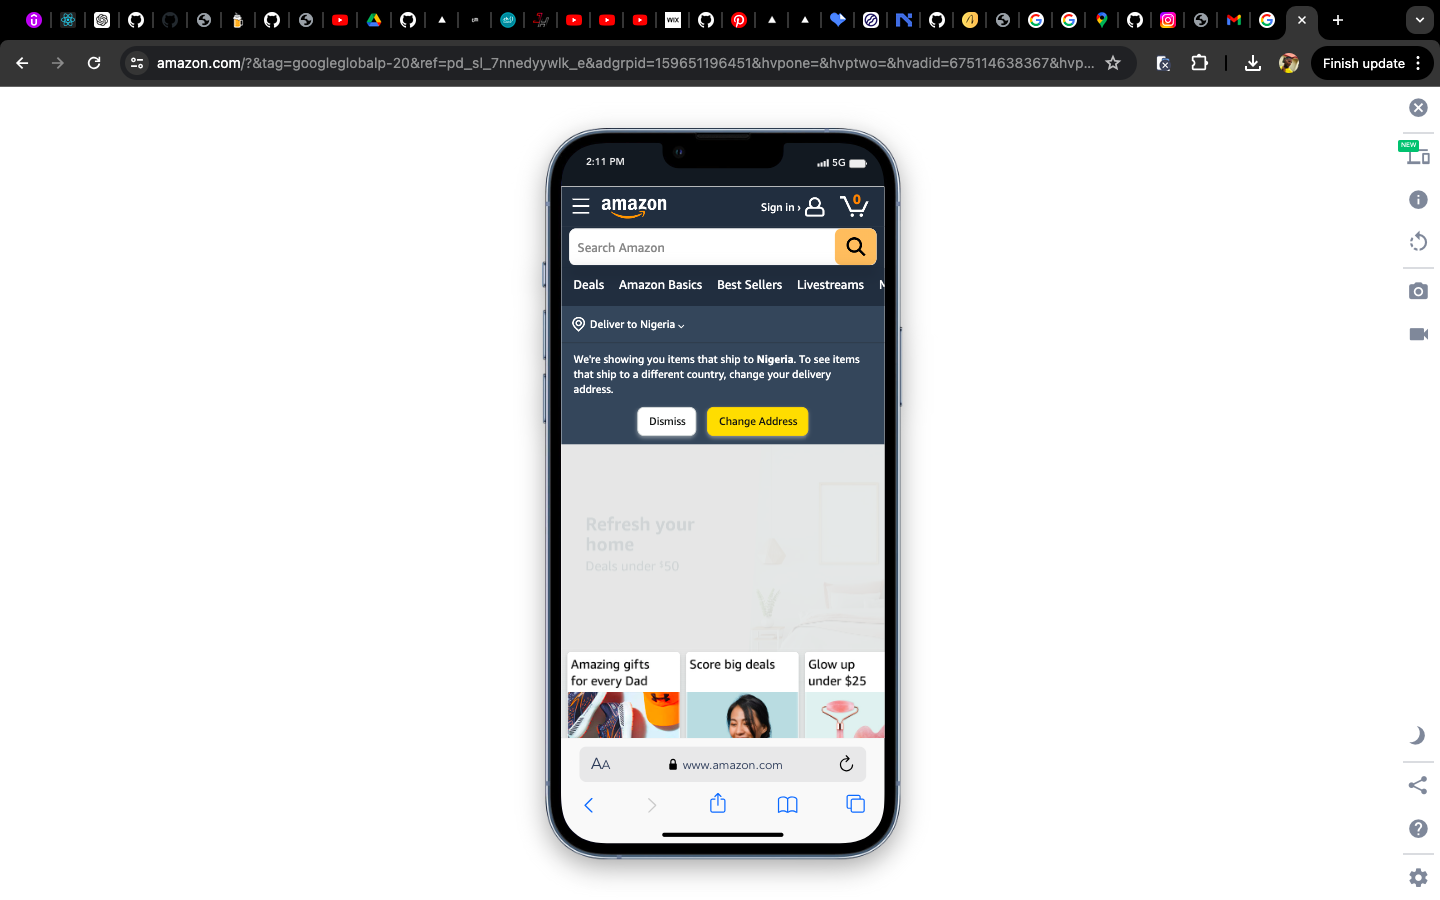 WIX
amazon.com/?&tag=googleglobalp-20&ref=pd_sl_7nnedyywlk_e&adgrpid=159651196451&hvpone=&hvptwo=&hvadid=675114638367&hvp...
Finish update
NEW
2:11 PM
5G
amazon
Sign in ›
0
Search Amazon
Deals Amazon Basics Best Sellers Livestreams
Deliver to Nigeria
We're showing you items that ship to Nigeria. To see items
that ship to a different country, change your delivery
address.
Dismiss
Change Address
Refresh your
home
Deals under $50
Amazing gifts
for every Dad
Score big deals
Glow up
under $25
AA
www.amazon.com